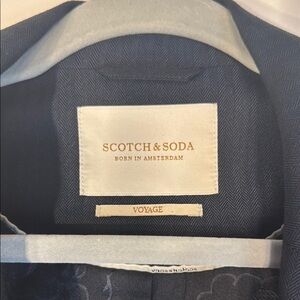 SCOTCH & SODA
BORN IN AMSTERDAM
VOYAGE